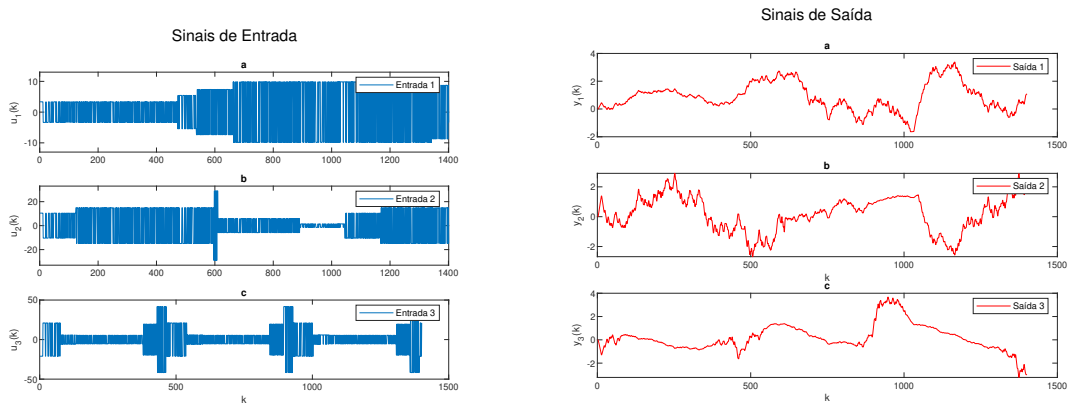 Sinais de Entrada
a
10
0
-10
u1(k)
Entrada 1
0 200 400 600 800 1000 1200 1400
b
20
0
-20
u2(k)
Entrada 2
0 200 400 600 800 1000 1200 1400
c
50
0
-50
u3(k)
Entrada 3
0 500 1000 1500
k
Sinais de Saída
a
4
2
0
-2
y1(k)
Saída 1
0 500 1000 1500
b
2
0
-2
y2(k)
Saída 2
0 500 1000 1500
k
c
4
2
0
-2
y3(k)
Saída 3
0 500 1000 1500
k